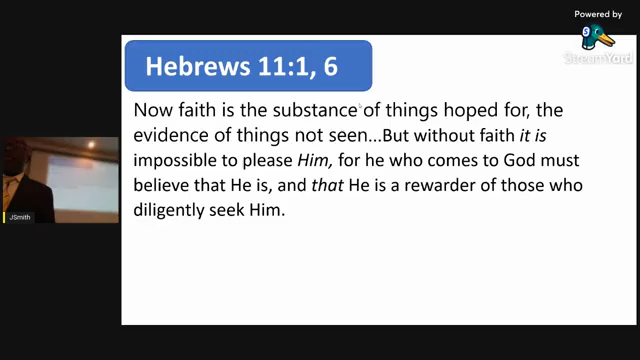 Powered by
StreamYard
Hebrews 11:1, 6
Now faith is the substance of things hoped for, the
evidence of things not seen...But without faith it is
impossible to please Him, for he who comes to God must
believe that He is, and that He is a rewarder of those who
diligently seek Him.
JSmith